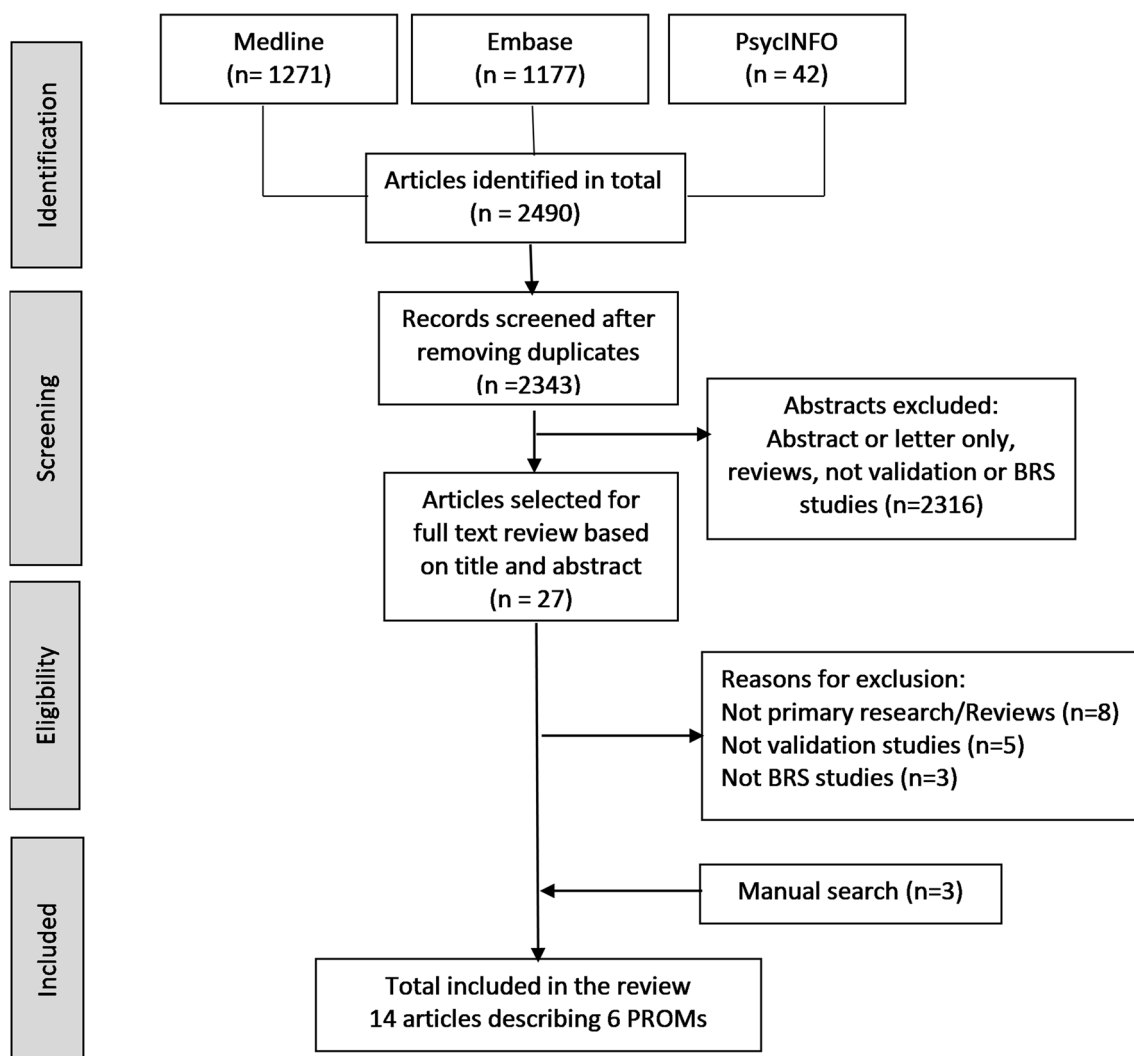 Identification
Medline
(n= 1271)
Embase
(n = 1177)
PsycINFO
(n = 42)
Articles identified in total
(n = 2490)
Screening
Records screened after
removing duplicates
(n =2343)
Abstracts excluded:
Abstract or letter only,
reviews, not validation or BRS
studies (n=2316)
Articles selected for
full text review based
on title and abstract
(n = 27)
Eligibility
Reasons for exclusion:
Not primary research/Reviews (n=8)
Not validation studies (n=5)
Not BRS studies (n=3)
Included
Manual search (n=3)
Total included in the review
14 articles describing 6 PROMs